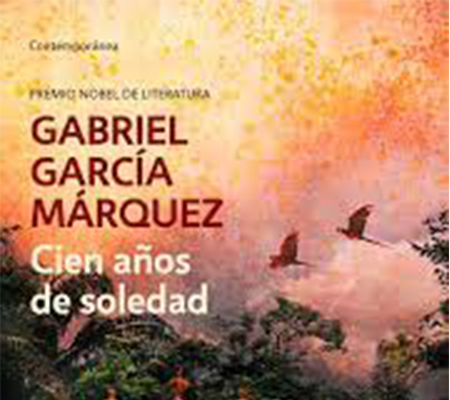 Contemporánea
PREMIO NOBEL DE LITERATURA
GABRIEL
GARCÍA
MÁRQUEZ
Cien años
de soledad